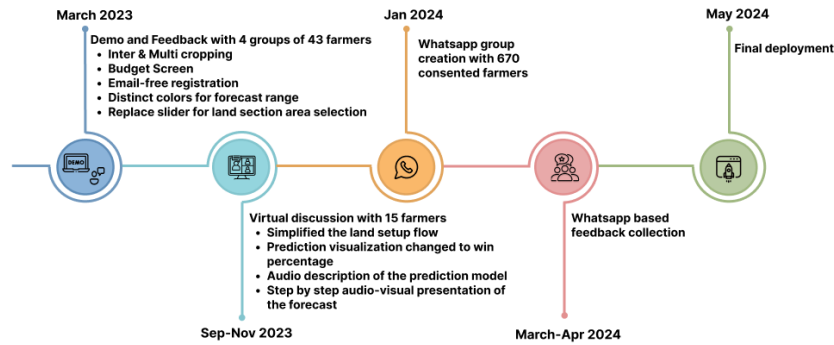 March 2023
Demo and Feedback with 4 groups of 43 farmers
• Inter & Multi cropping
• Budget Screen
• Email-free registration
• Distinct colors for forecast range
• Replace slider for land section area selection
DEMO
Virtual discussion with 15 farmers
• Simplified the land setup flow
• Prediction visualization changed to win
percentage
• Audio description of the prediction model
• Step by step audio-visual presentation of
the forecast
Sep-Nov 2023
Jan 2024
Whatsapp group
creation with 670
consented farmers
Whatsapp based
feedback collection
March-Apr 2024
May 2024
Final deployment